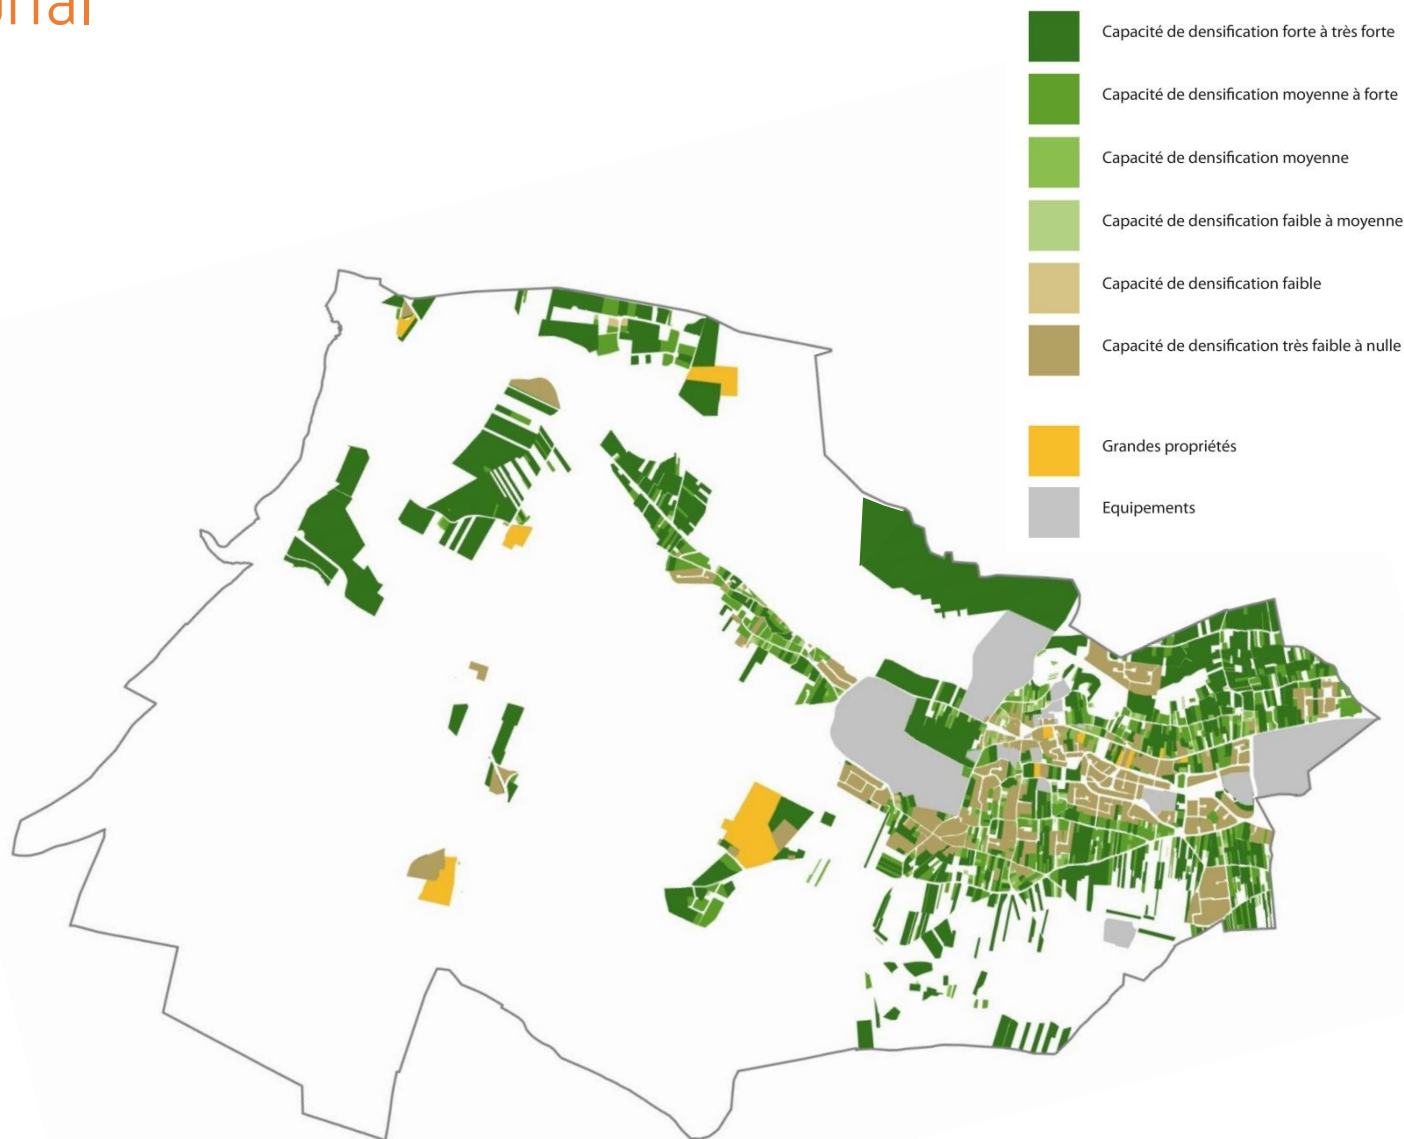 Capacité de densification forte à très forte
Capacité de densification moyenne à forte
Capacité de densification moyenne
Capacité de densification faible à moyenne
Capacité de densification faible
Capacité de densification très faible à nulle
Grandes propriétés
Equipements